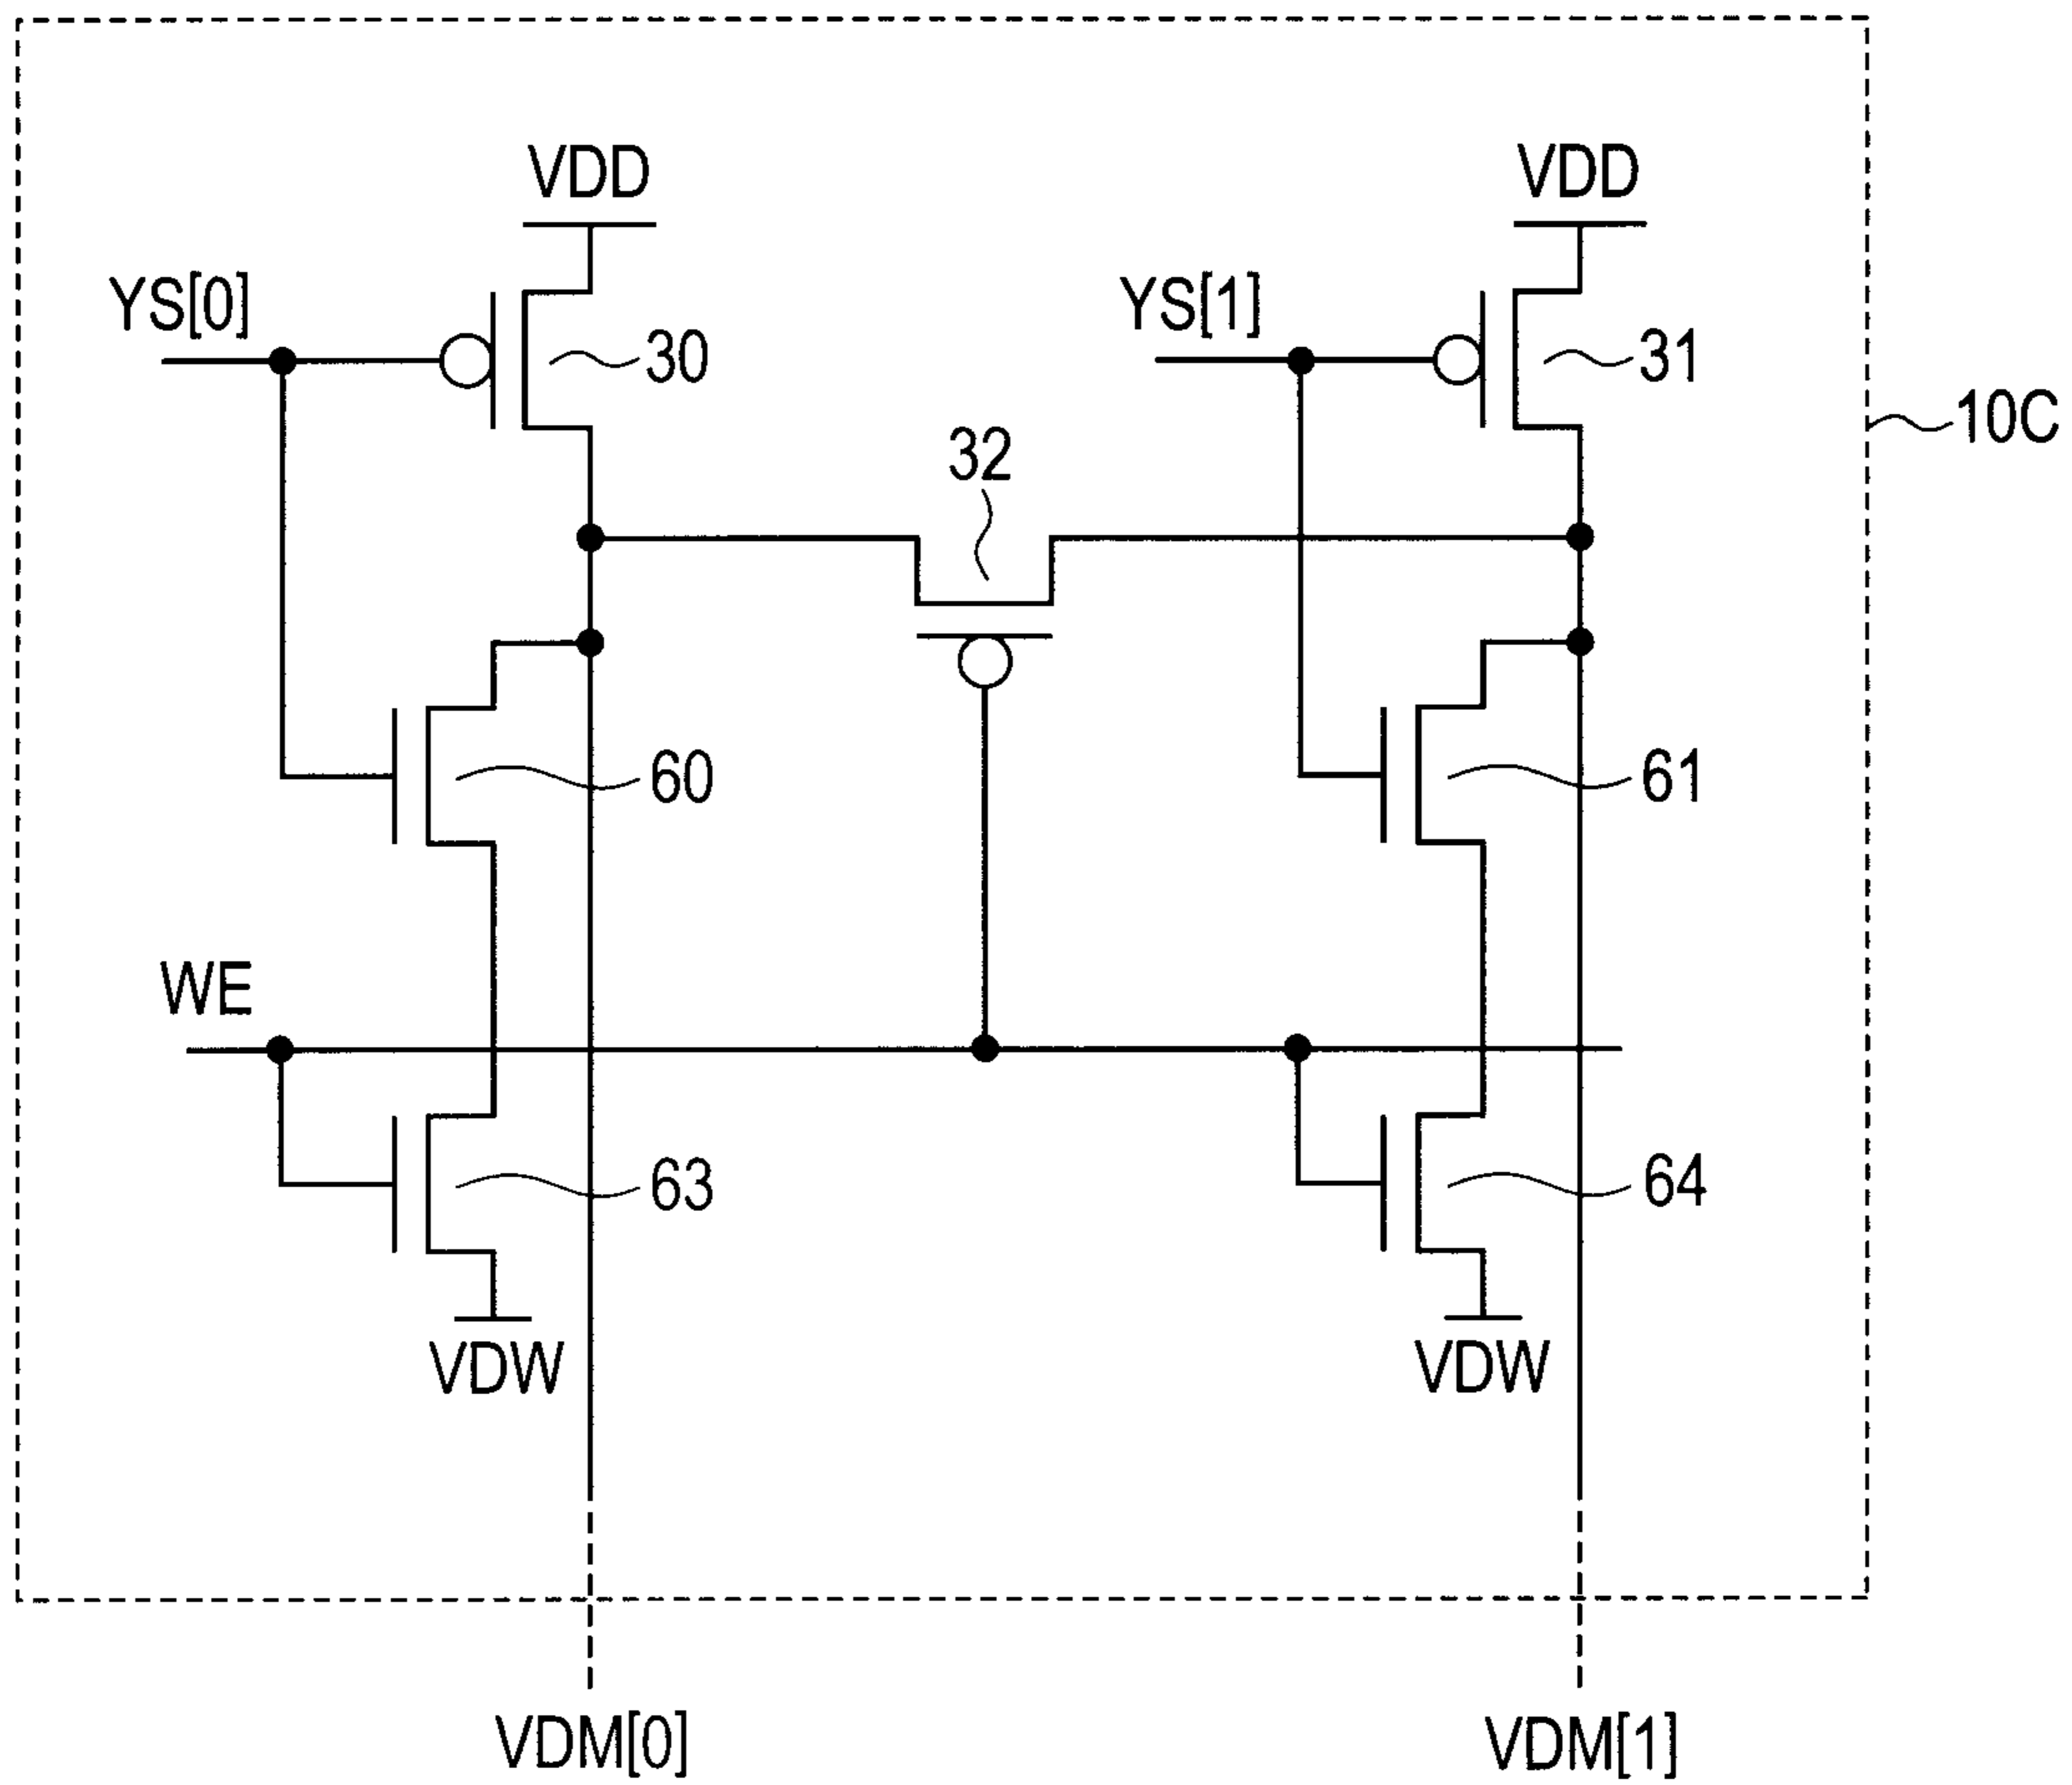 VDD
VDD
YS[0]
YS[1]
30
31
10C
32
60
61
WE
63
64
VDW
VDW
VDM[0]
VDM[1]